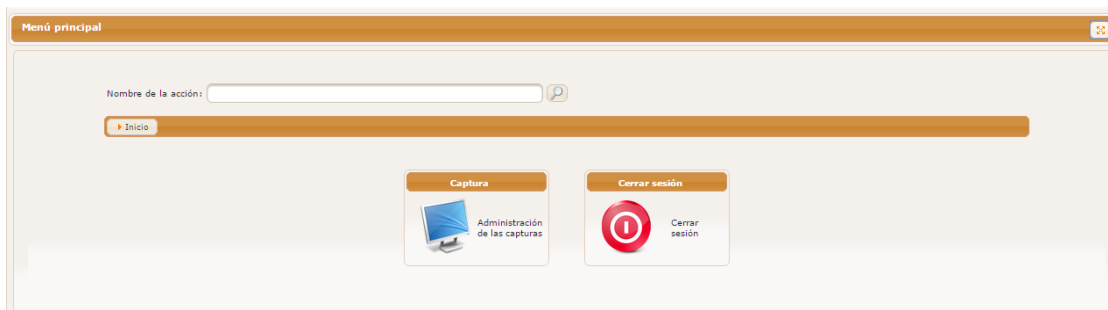 Menú principal
Nombre de la acción:
Inicio
Captura
Cerrar sesión
Administración
de las capturas
Cerrar
sesión